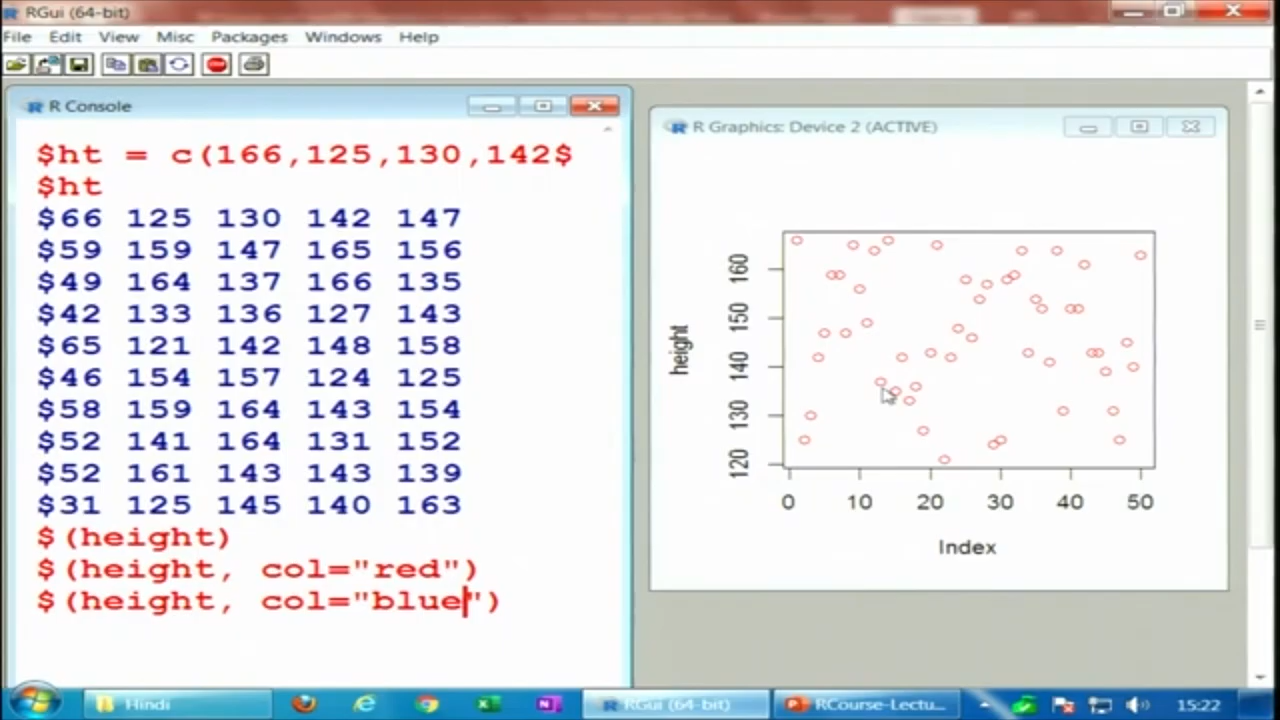 RGui (64-bit)
File Edit View Misc Packages Windows Help
R Console
$ht = c(166,125,130,142$
$ht
$66 125 130 142 147
$59 159 147 165 156
$49 164 137 166 135
$42 133 136 127 143
$65 121 142 148 158
$46 154 157 124 125
$58 159 164 143 154
$52 141 164 131 152
$52 161 143 143 139
$31 125 145 140 163
$(height)
$(height, col="red")
$(height, col="blue")
R Graphics: Device 2 (ACTIVE)
height
160
150
140
130
120
0 10 20 30 40 50
Index
STOP
Hindi
RGui (64-bit)
RCourse-Lectu...
15:22